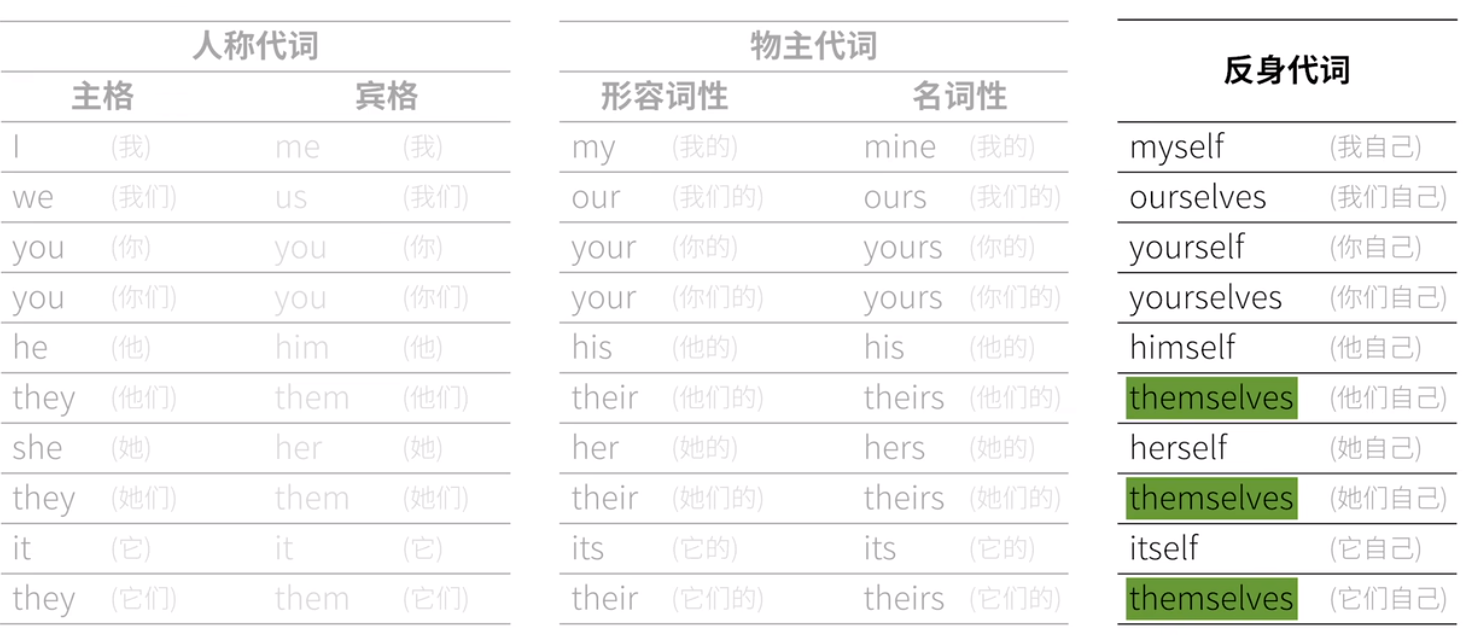 人称代词 物主代词 反身代词
主格 宾格 形容词性 名词性
I (我) me (我) my (我的) mine (我的) myself (我自己)
we (我们) us (我们) our (我们的) ours (我们的) ourselves (我们自己)
you (你) you (你) your (你的) yours (你的) yourself (你自己)
you (你们) you (你们) your (你们的) yours (你们的) yourselves (你们自己)
he (他) him (他) his (他的) his (他的) himself (他自己)
they (他们) them (他们) their (他们的) theirs (他们的) themselves (他们自己)
she (她) her (她) her (她的) hers (她的) herself (她自己)
they (她们) them (她们) their (她们的) theirs (她们的) themselves (她们自己)
it (它) it (它) its (它的) its (它的) itself (它自己)
they (它们) them (它们) their (它们的) theirs (它们的) themselves (它们自己)